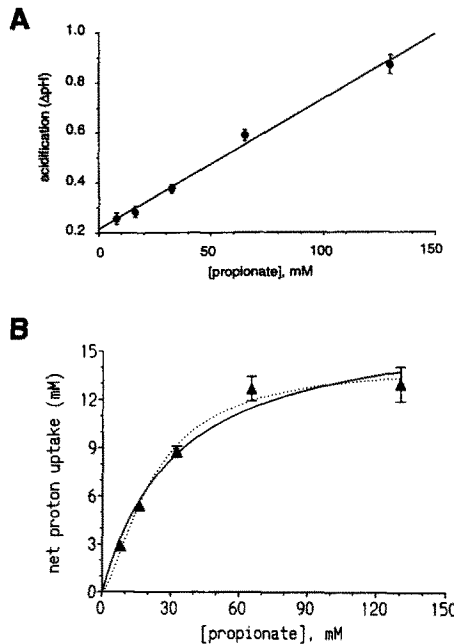 A
acidification (ΔpH)
1.0
0.8
0.6
0.4
0.2
0 50 100 150
[propionate], mM
B
net proton uptake (mM)
15
12
9
6
3
0
0 30 60 90 120 150
[propionate], mM